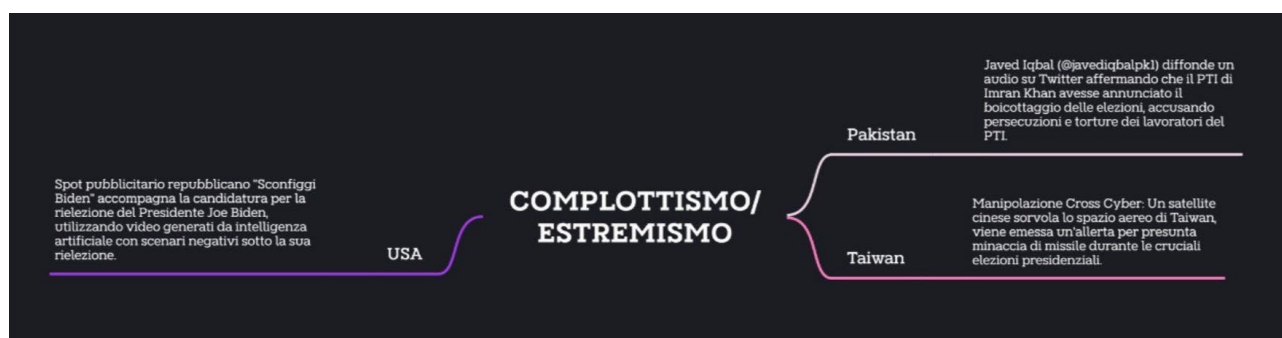 Spot pubblicitario repubblicano "Sconfiggi
Biden" accompagna la candidatura per la
rielezione del Presidente Joe Biden,
utilizzando video generati da intelligenza
artificiale con scenari negativi sotto la sua
rielezione.
USA
COMPLOTTISMO/
ESTREMISMO
Pakistan
Javed Iqbal (@javediqbalpk1) diffonde un
audio su Twitter affermando che il PTI di
Imran Khan avesse annunciato il
boicottaggio delle elezioni, accusando
persecuzioni e torture dei lavoratori del
PTI.
Taiwan
Manipolazione Cross Cyber: Un satellite
cinese sorvola lo spazio aereo di Taiwan,
viene emessa un'allerta per presunta
minaccia di missile durante le cruciali
elezioni presidenziali.